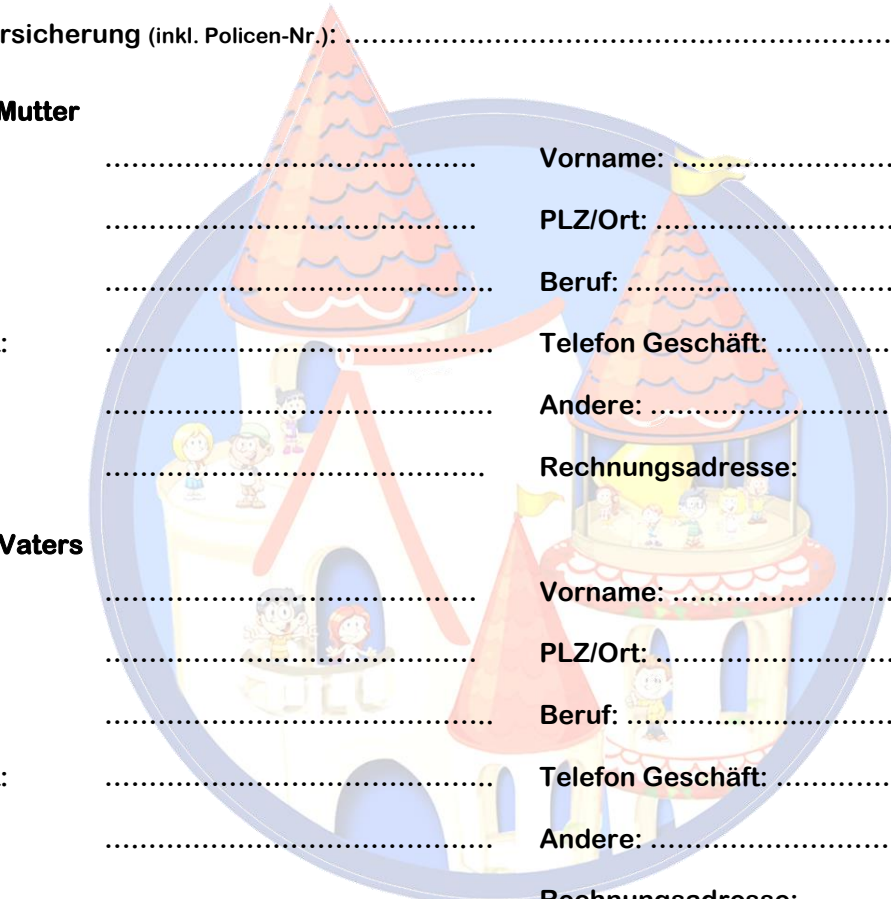 rsicherung (inkl. Policen-Nr.): ................................................................
Mutter
.......................................... Vorname: .........................
.......................................... PLZ/Ort: ...........................
............................................ Beruf: ...............................
: ............................................ Telefon Geschäft: .............
............................................ Andere: ...........................
........................................... Rechnungsadresse:
Vaters
.......................................... Vorname: .........................
.......................................... PLZ/Ort: ...........................
............................................ Beruf: ...............................
: ............................................ Telefon Geschäft: .............
............................................ Andere: ...........................
Rechnungsadresse: